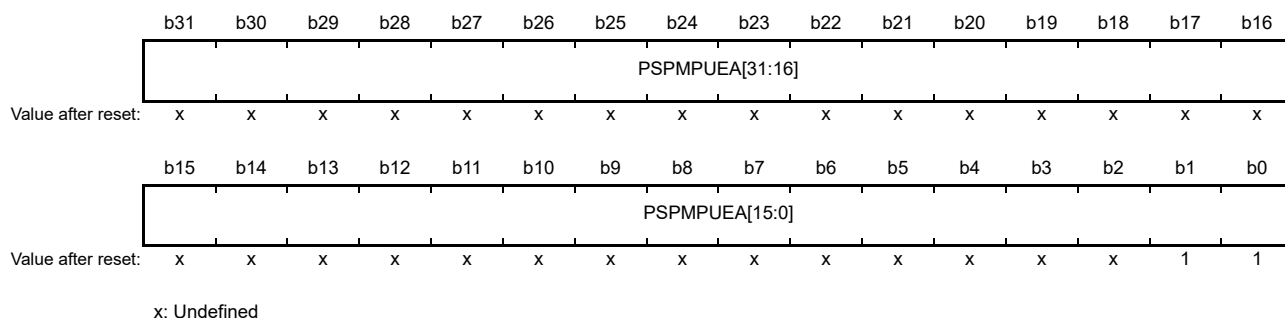 b31 b30 b29 b28 b27 b26 b25 b24 b23 b22 b21 b20 b19 b18 b17 b16
PSPMPUEA[31:16]
Value after reset: x x x x x x x x x x x x x x x x
b15 b14 b13 b12 b11 b10 b9 b8 b7 b6 b5 b4 b3 b2 b1 b0
PSPMPUEA[15:0]
Value after reset: x x x x x x x x x x x x x x 1 1
x: Undefined